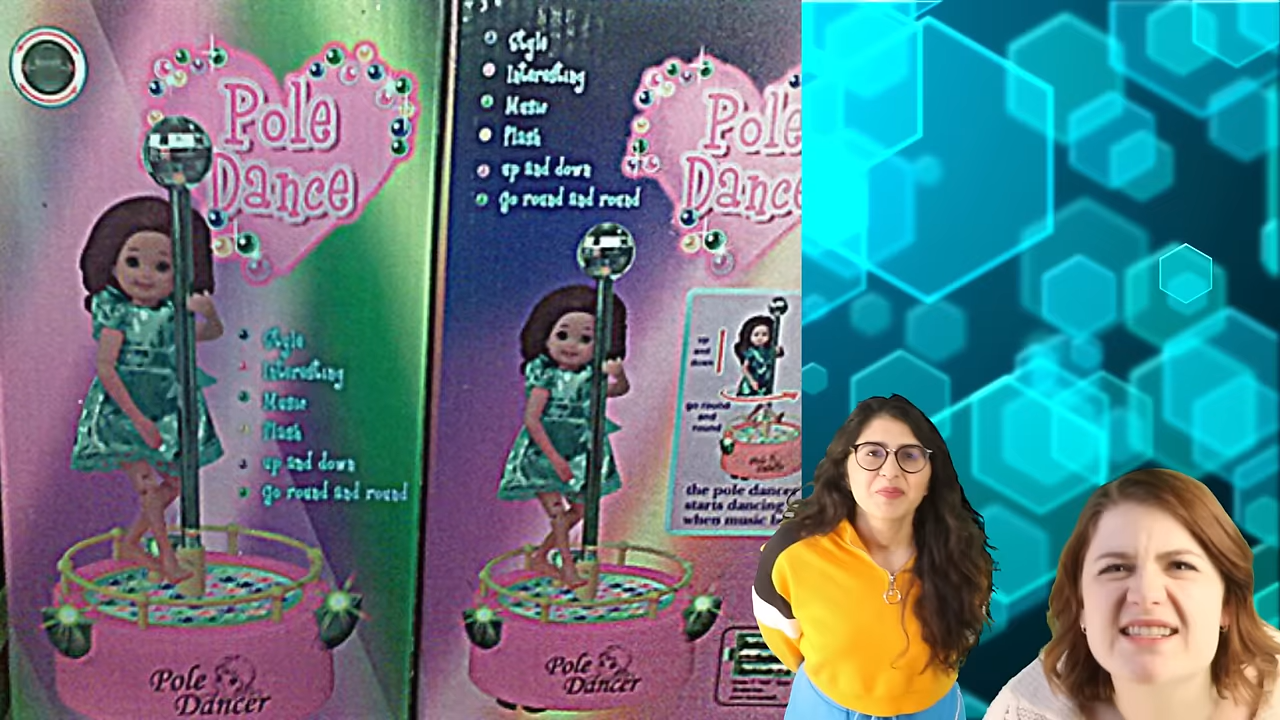 Pole
Dance
Style
Interesting
Music
Flash
up and down
go round and round
Pole
Dancer
Style
Interesting
Music
Flash
up and down
go round and round
Pole
Dance
up
and
down
go round
and
round
Pole
Dancer
the pole dancer
starts dancing
when music
Pole
Dancer